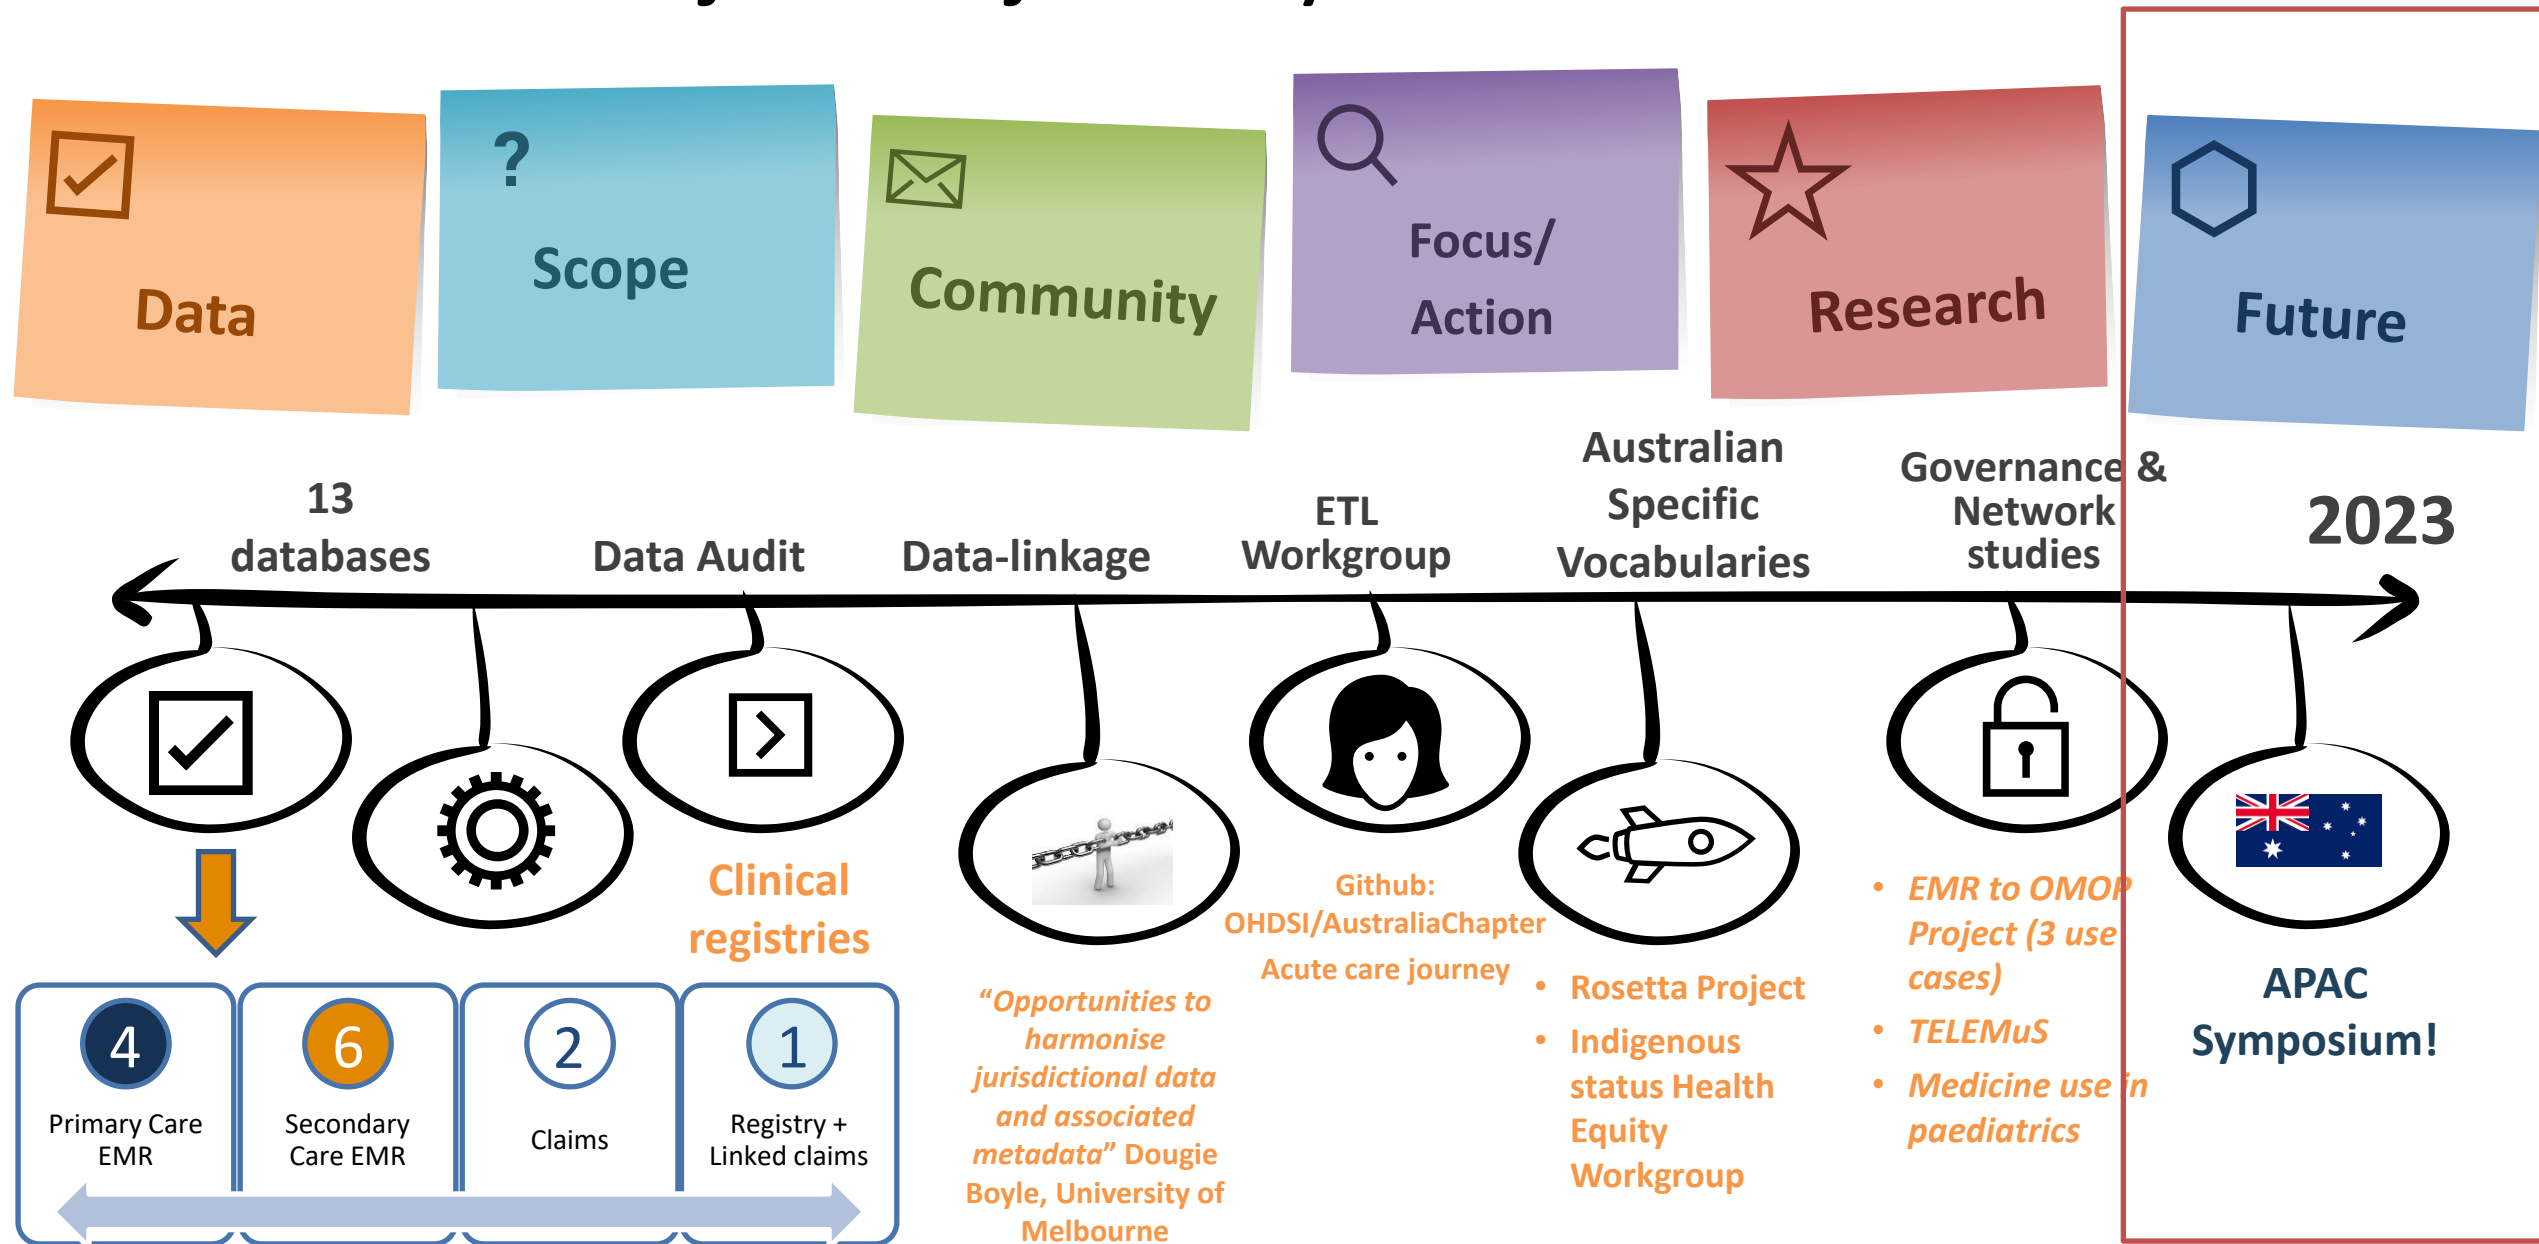 ?
Data
Scope
Community
Focus/
Action
Research
Future
13
databases
Data Audit
Data-linkage
ETL
Workgroup
Australian
Specific
Vocabularies
Governance &
Network
studies
2023
Clinical
registries
4
Primary Care
EMR
6
Secondary
Care EMR
2
Claims
1
Registry +
Linked claims
“Opportunities to
harmonise
jurisdictional data
and associated
metadata” Dougie
Boyle, University of
Melbourne
Github:
OHDSI/AustraliaChapter
Acute care journey
• Rosetta Project
• Indigenous
status Health
Equity
Workgroup
• EMR to OMOP
Project (3 use
cases)
• TELEMuS
• Medicine use in
paediatrics
APAC
Symposium!